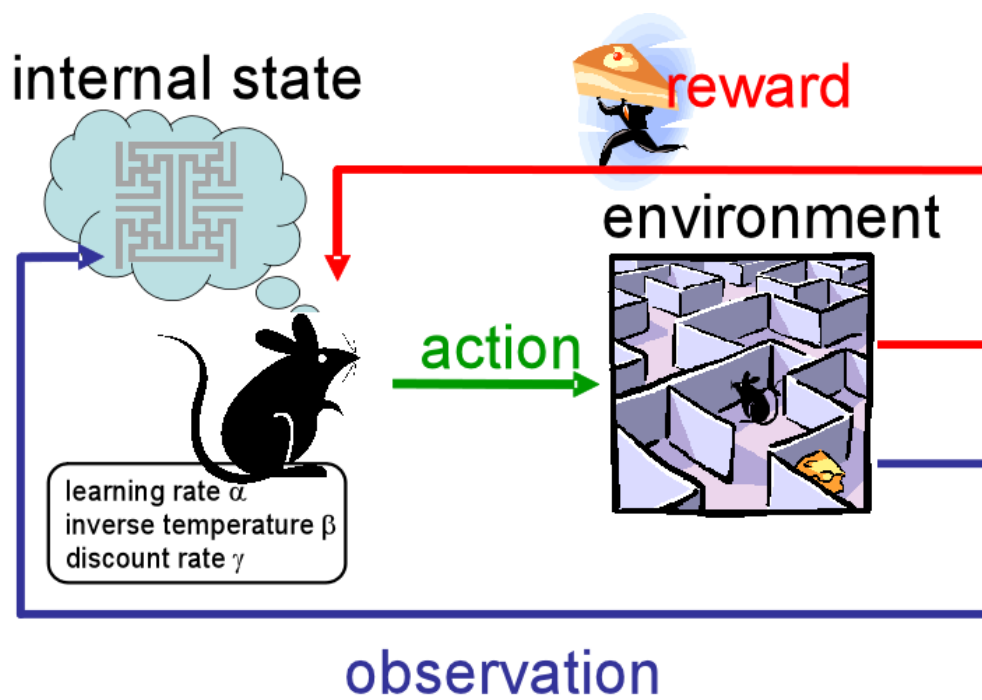 internal state
reward
environment
action
learning rate α
inverse temperature β
discount rate γ
observation